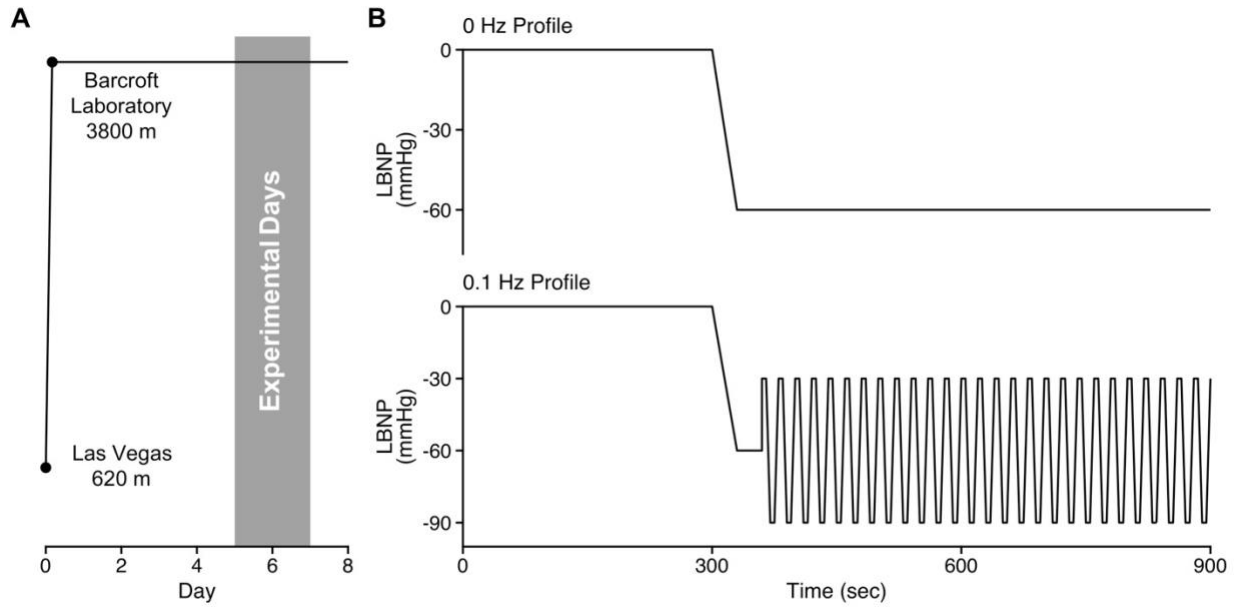 A
Barcroft
Laboratory
3800 m
Experimental Days
Las Vegas
620 m
0
2
4
6
8
Day
B
0 Hz Profile
0
-30
-60
LBNP
(mmHg)
0.1 Hz Profile
0
-30
-60
-90
LBNP
(mmHg)
0
300
600
900
Time (sec)